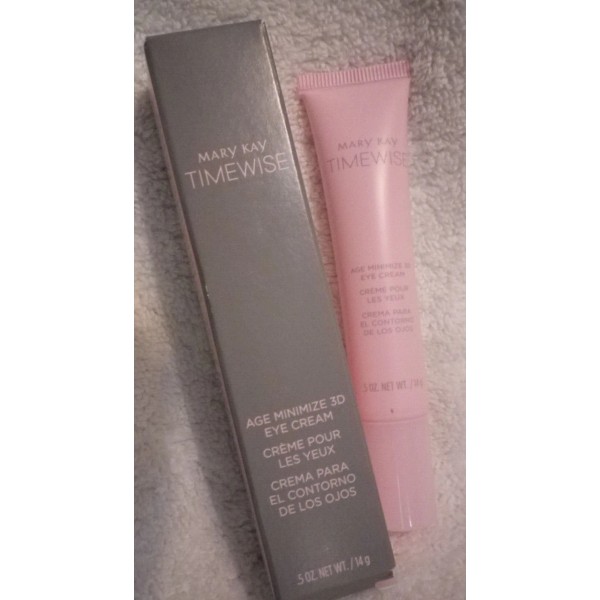 MARY KAY
TIMEWISE
AGE MINIMIZE 3D
EYE CREAM
CRÈME POUR
LES YEUX
CREMA PARA
EL CONTORNO
DE LOS OJOS
.5 OZ. NET WT. / 14 g
MARY KAY
TIMEWISE
AGE MINIMIZE 3D
EYE CREAM
CRÈME POUR
LES YEUX
CREMA PARA
EL CONTORNO
DE LOS OJOS
.5 OZ. NET WT. / 14 g